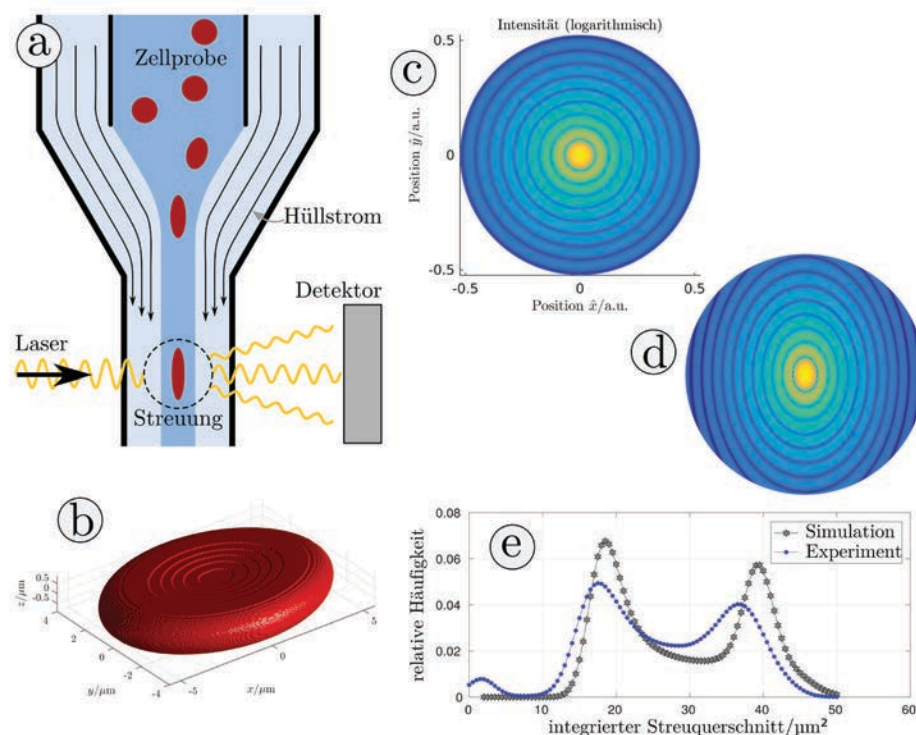 a
Zellprobe
Hüllstrom
Detektor
Laser
Streuung
b
z/µm
0.5
0
-0.5
4
2
0
-2
-4
y/µm
-5
0
5
x/µm
c
Intensität (logarithmisch)
0.5
0
-0.5
Position ŷ/a.u.
-0.5
0
0.5
Position x̂/a.u.
d
e
Simulation
Experiment
relative Häufigkeit
0.08
0.06
0.04
0.02
0
0
10
20
30
40
50
60
integrierter Streuquerschnitt/µm²